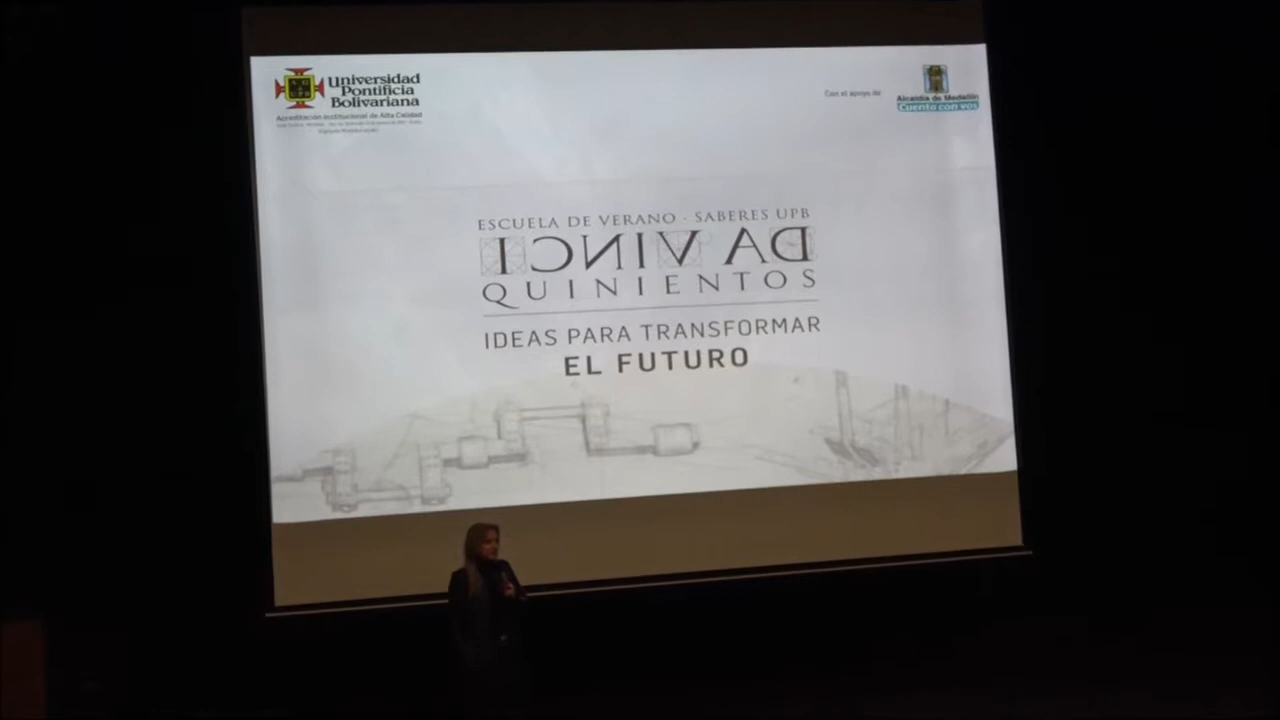 Universidad
Pontificia
Bolivariana
Acreditación Institucional de Alta Calidad
Con el apoyo de
Alcaldía de Medellín
Cuenta con vos
ESCUELA DE VERANO - SABERES UPB
DA VINCI
QUINIENTOS
IDEAS PARA TRANSFORMAR
EL FUTURO